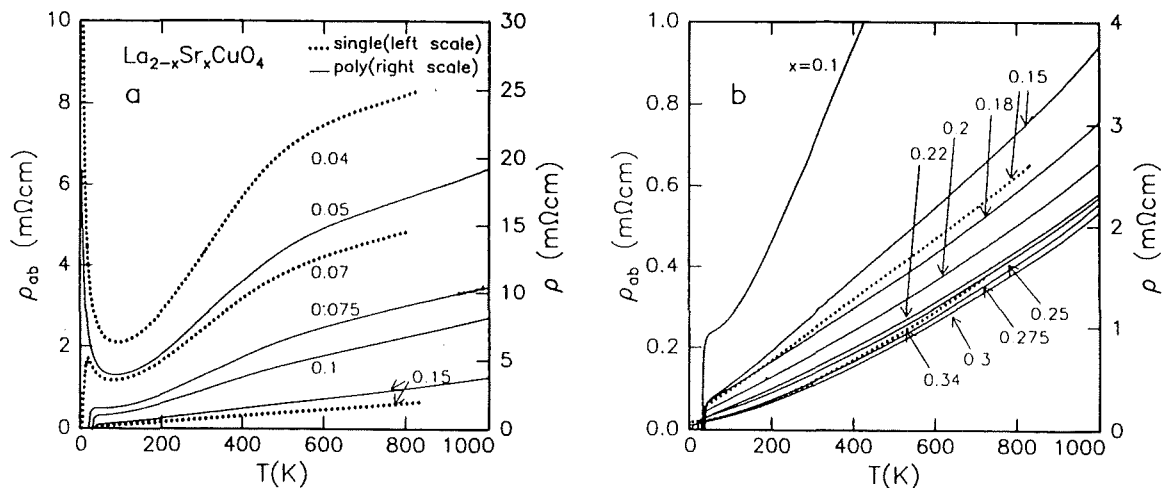 10
8
6
4
2
0
ρab (mΩcm)
La2-xSrxCuO4
a
single(left scale)
poly(right scale)
0.04
0.05
0.07
0.075
0.1
0.15
30
25
20
15
10
5
0
ρ (mΩcm)
0 200 400 600 800 1000
T(K)
1.0
0.8
0.6
0.4
0.2
0.0
ρab (mΩcm)
x=0.1
b
0.15
0.18
0.2
0.22
0.25
0.275
0.3
0.34
4
3
2
1
0
ρ (mΩcm)
0 200 400 600 800 1000
T(K)